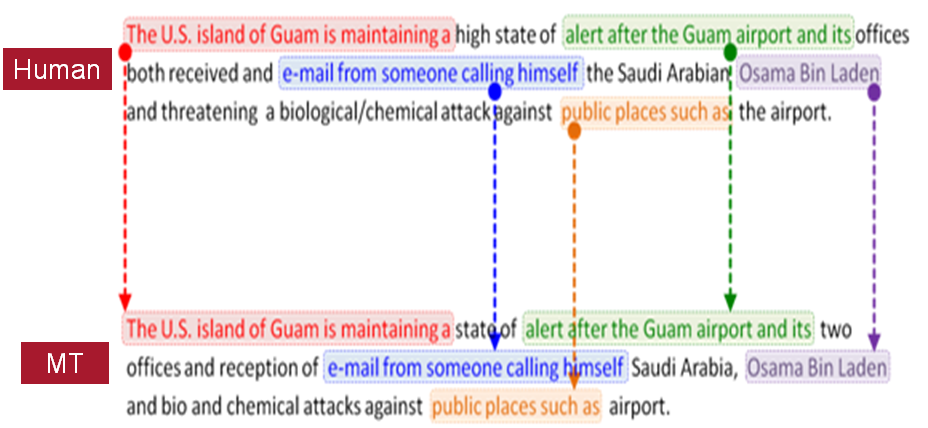 The U.S. island of Guam is maintaining a high state of alert after the Guam airport and its offices
Human
both received and e-mail from someone calling himself the Saudi Arabian Osama Bin Laden
and threatening a biological/chemical attack against public places such as the airport.
The U.S. island of Guam is maintaining a state of alert after the Guam airport and its two
MT
offices and reception of e-mail from someone calling himself Saudi Arabia, Osama Bin Laden
and bio and chemical attacks against public places such as airport.